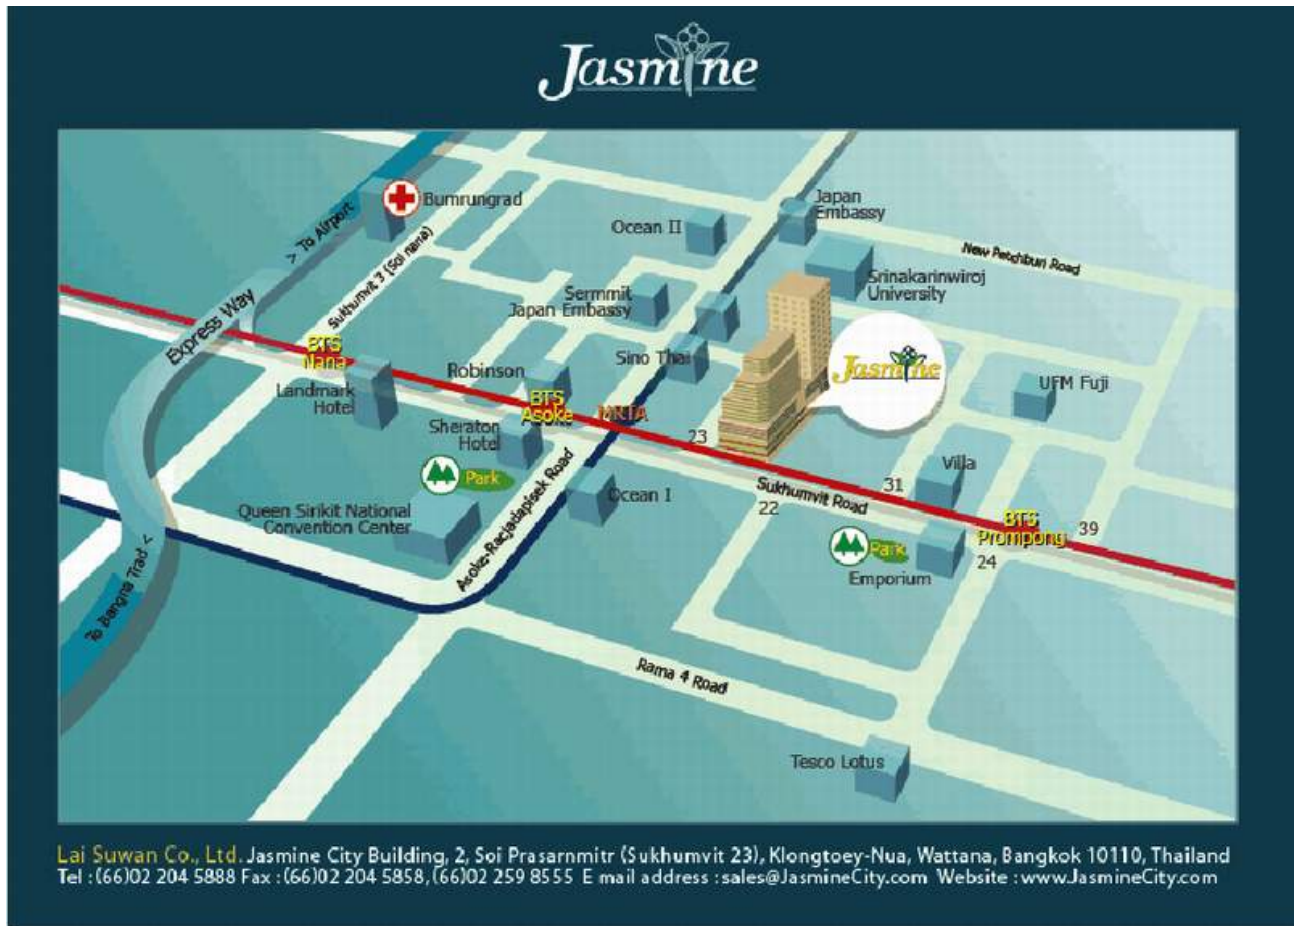 Jasmine
Bumrungrad
> To Airport
Sukhumvit 3 (Soi nana)
Express Way
BTS
Nana
Landmark
Hotel
Ocean II
Japan
Embassy
New Petchburi Road
Srinakarinwiroj
University
Sermmit
Japan Embassy
Sino Thai
Robinson
BTS
Asoke
MRTA
Jasmine
UFM Fuji
Sheraton
Hotel
23
Park
Queen Sirikit National
Convention Center
Asoke-Racjadapisek Road
Ocean I
Villa
31
Sukhumvit Road
22
BTS
Prompong
39
24
Park
Emporium
To Bangna Trad <
Rama 4 Road
Tesco Lotus
Lai Suwan Co., Ltd. Jasmine City Building, 2, Soi Prasarnmitr (Sukhumvit 23), Klongtoey-Nua, Wattana, Bangkok 10110, Thailand
Tel : (66)02 204 5888 Fax : (66)02 204 5858, (66)02 259 8555 E mail address : sales@JasmineCity.com Website : www.JasmineCity.com